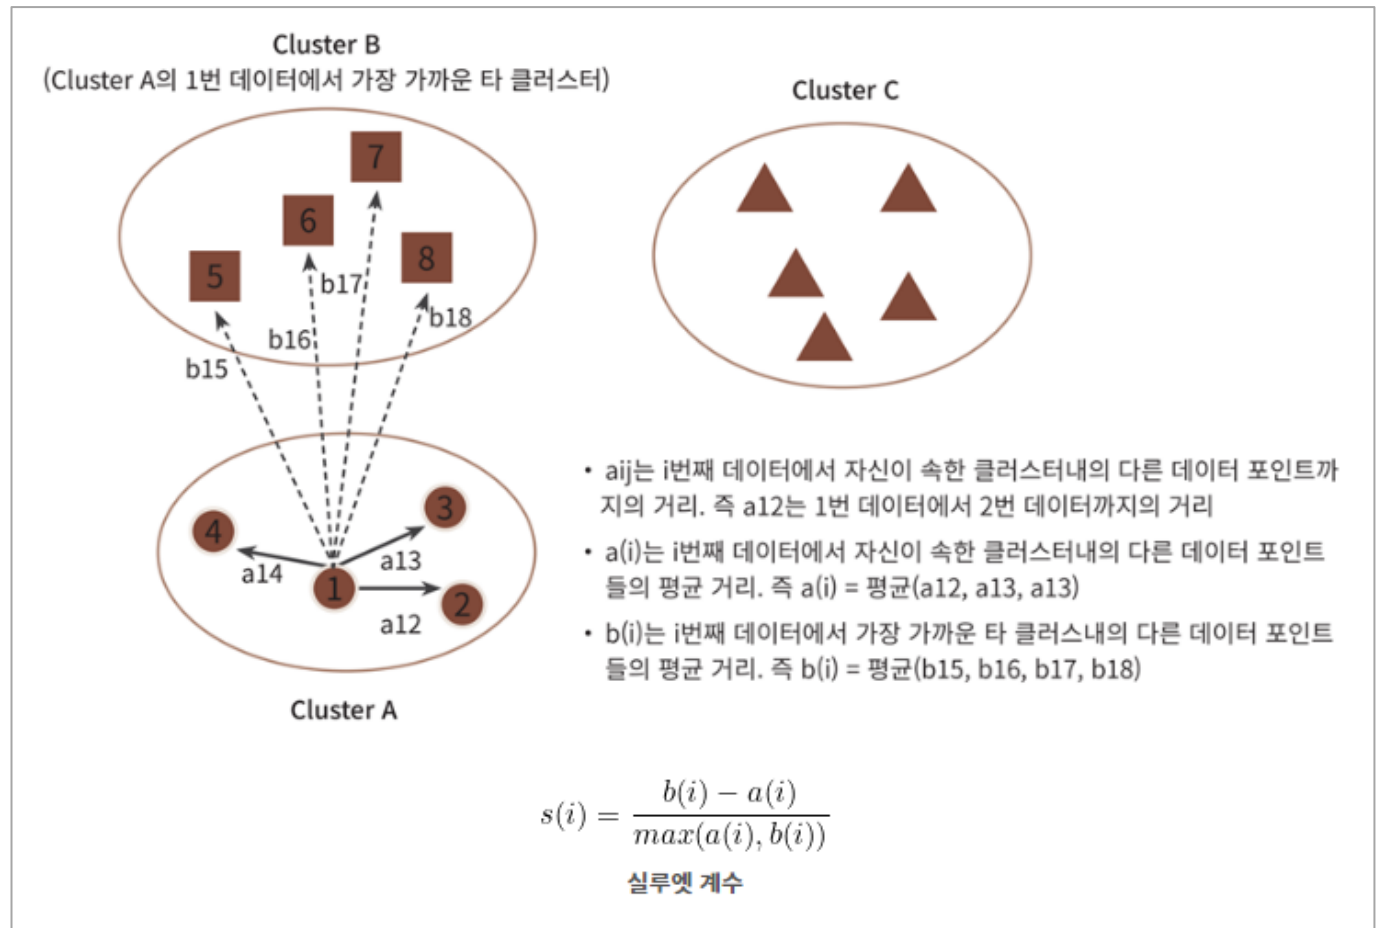 Cluster B
(Cluster A의 1번 데이터에서 가장 가까운 타 클러스터)
Cluster C
7
6
8
5
b17
b18
b16
b15
3
4
a13
a14
1
2
a12
Cluster A
• aij는 i번째 데이터에서 자신이 속한 클러스터내의 다른 데이터 포인트까
지의 거리. 즉 a12는 1번 데이터에서 2번 데이터까지의 거리
• a(i)는 i번째 데이터에서 자신이 속한 클러스터내의 다른 데이터 포인트
들의 평균 거리. 즉 a(i) = 평균(a12, a13, a13)
• b(i)는 i번째 데이터에서 가장 가까운 타 클러스내의 다른 데이터 포인트
들의 평균 거리. 즉 b(i) = 평균(b15, b16, b17, b18)
s(i) = \frac{b(i) - a(i)}{max(a(i), b(i))}
실루엣 계수